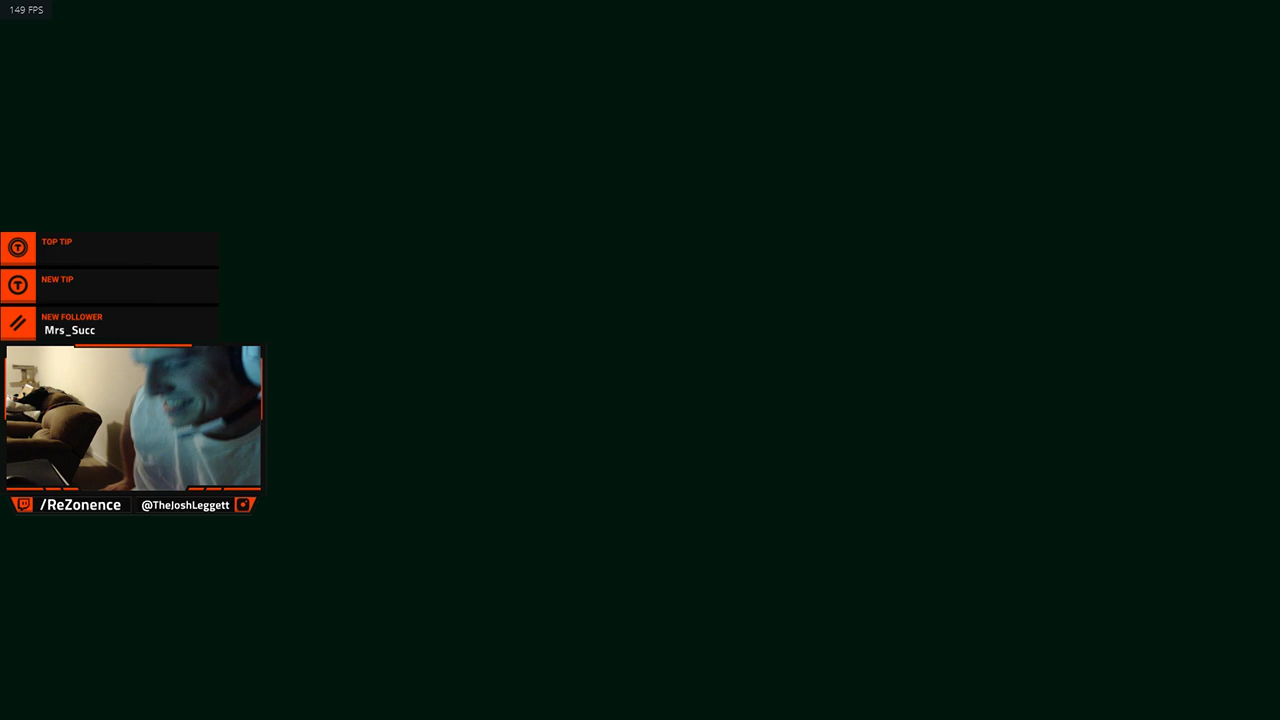 149 FPS
TOP TIP
NEW TIP
NEW FOLLOWER
Mrs_Succ
/ReZonence
@TheJoshLeggett